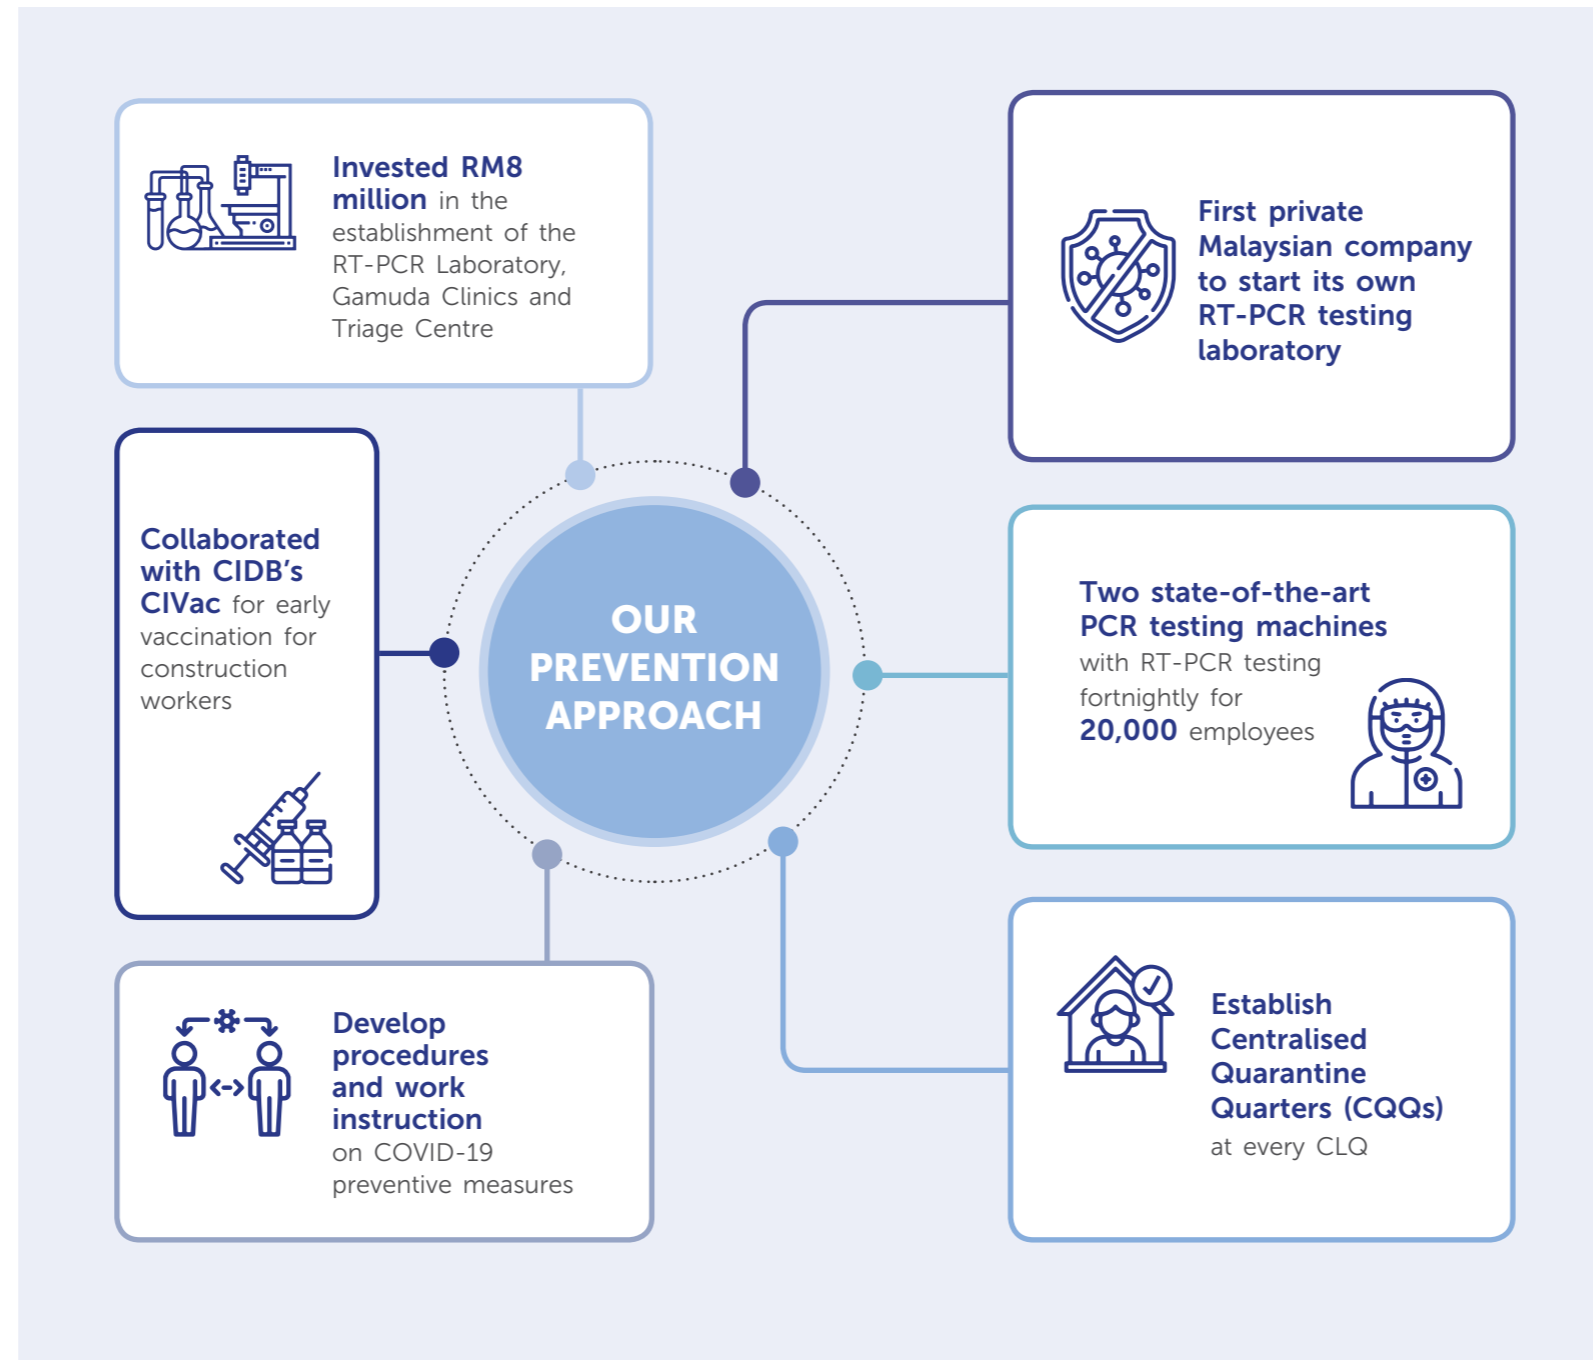 Invested RM8
million in the
establishment of the
RT-PCR Laboratory,
Gamuda Clinics and
Triage Centre
First private
Malaysian company
to start its own
RT-PCR testing
laboratory
Collaborated
with CIDB’s
CIVac for early
vaccination for
construction
workers
OUR
PREVENTION
APPROACH
Two state-of-the-art
PCR testing machines
with RT-PCR testing
fortnightly for
20,000 employees
Develop
procedures
and work
instruction
on COVID-19
preventive measures
Establish
Centralised
Quarantine
Quarters (CQQs)
at every CLQ